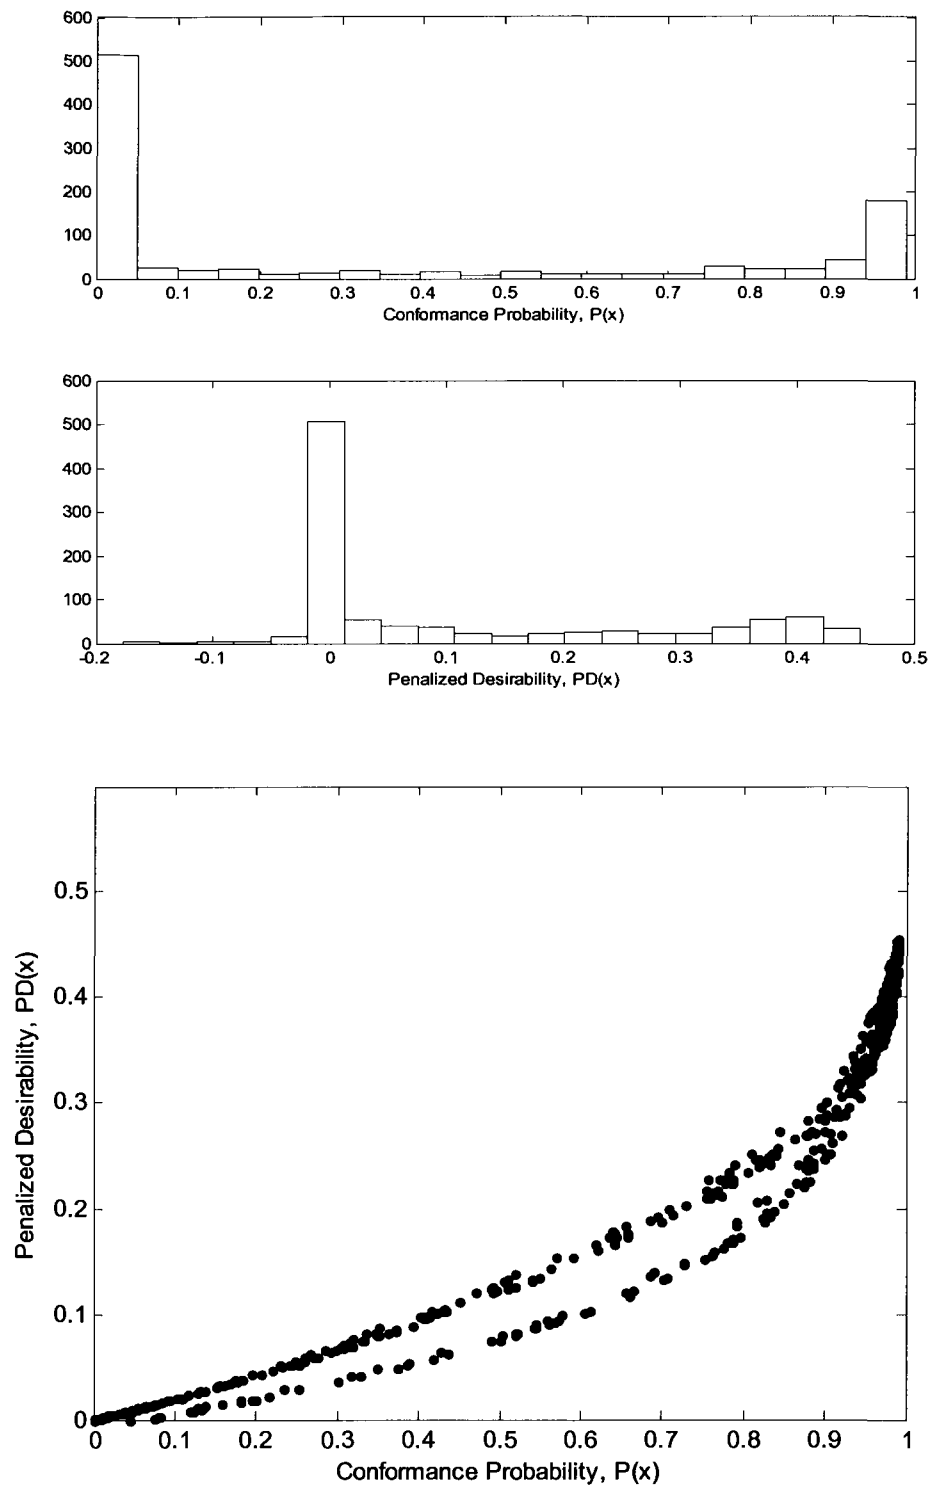 600
500
400
300
200
100
0
0 0.1 0.2 0.3 0.4 0.5 0.6 0.7 0.8 0.9 1
Conformance Probability, P(x)
600
500
400
300
200
100
0
-0.2 -0.1 0 0.1 0.2 0.3 0.4 0.5
Penalized Desirability, PD(x)
Penalized Desirability, PD(x)
0.5
0.4
0.3
0.2
0.1
0
0 0.1 0.2 0.3 0.4 0.5 0.6 0.7 0.8 0.9 1
Conformance Probability, P(x)